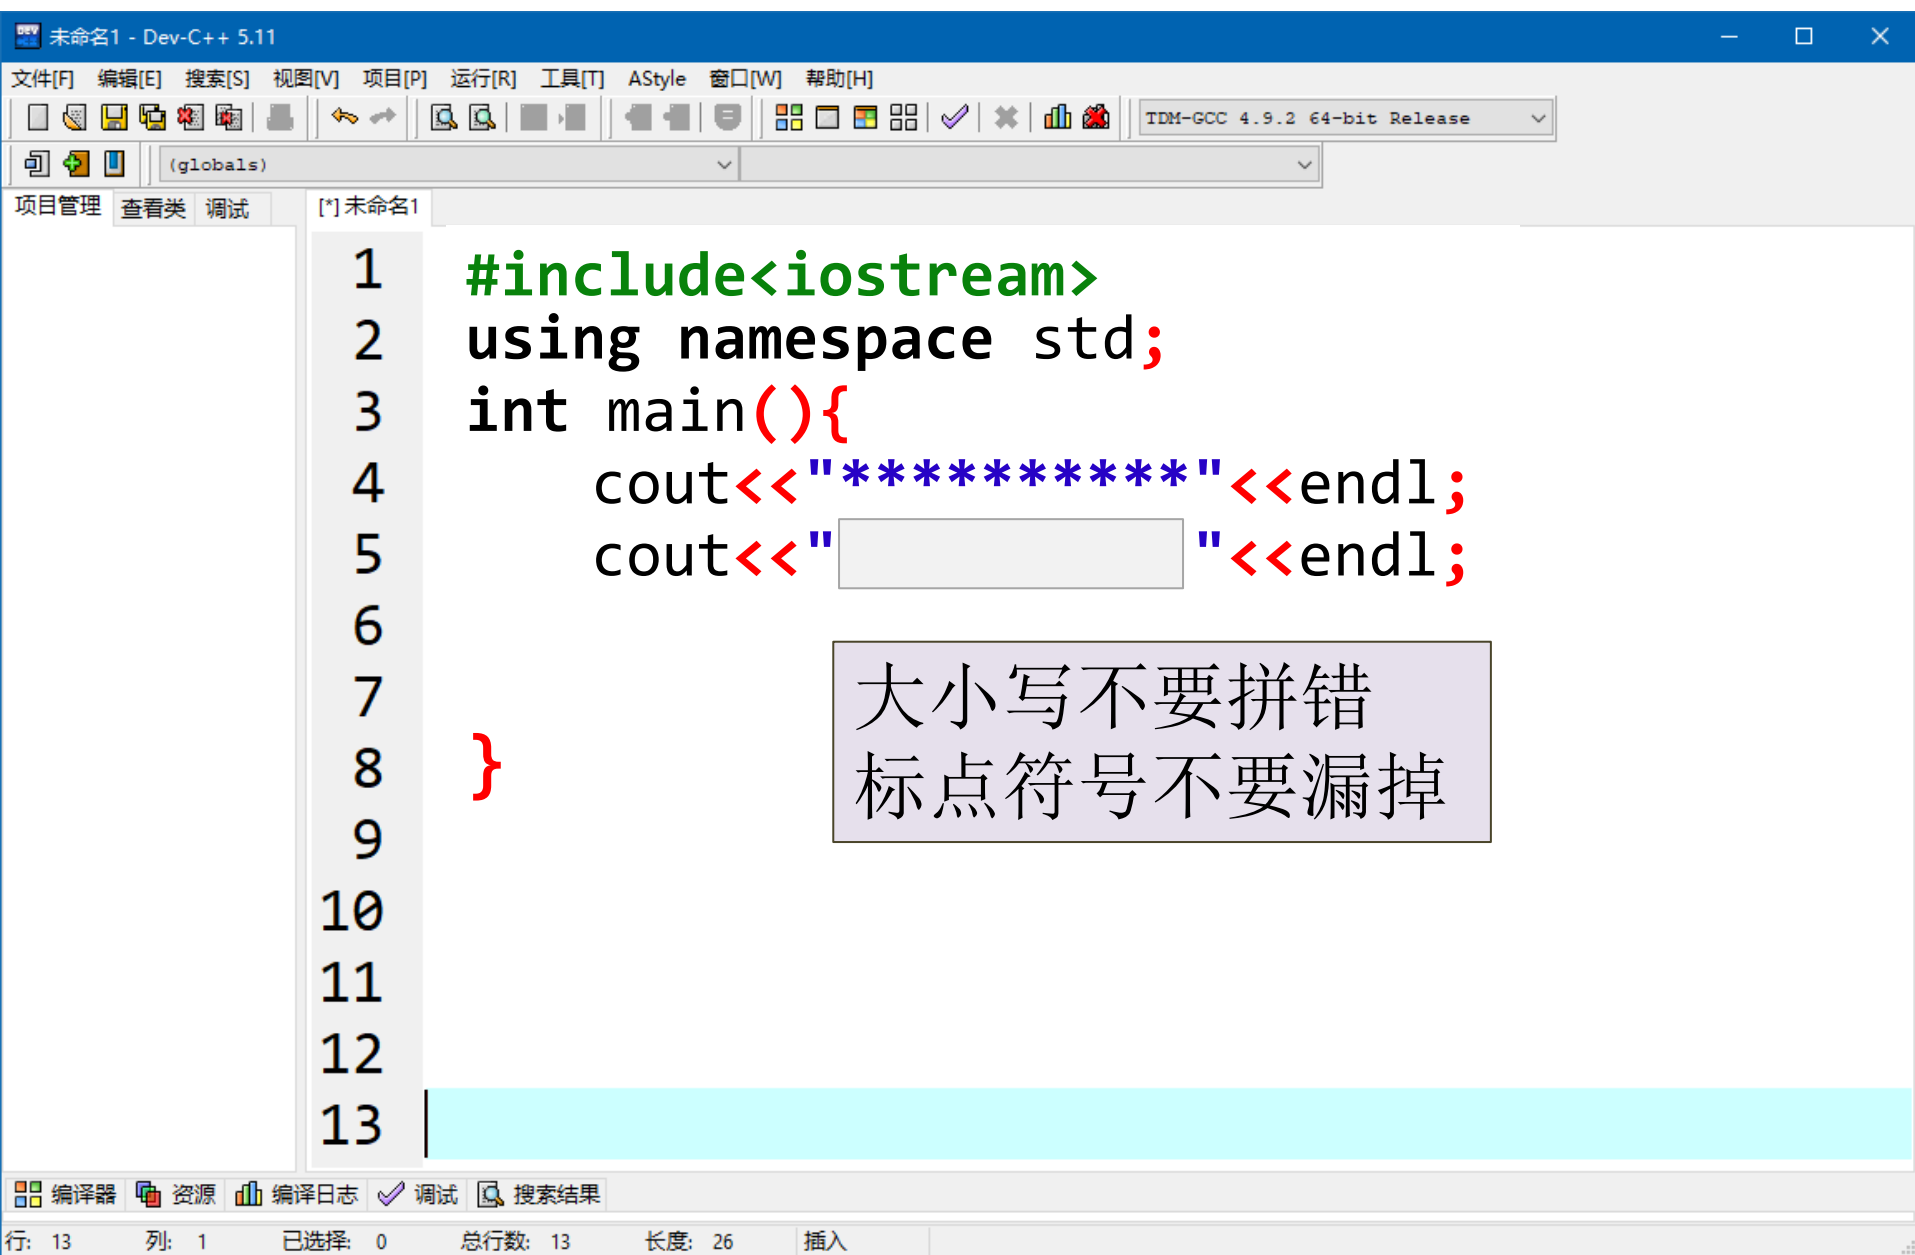 未命名1 - Dev-C++ 5.11
文件[F] 编辑[E] 搜索[S] 视图[V] 项目[P] 运行[R] 工具[T] AStyle 窗口[W] 帮助[H]
TDM-GCC 4.9.2 64-bit Release
(globals)
项目管理 查看类 调试 [*] 未命名1
1 #include<iostream>
2 using namespace std;
3 int main(){
4 cout<<"**********"<<endl;
5 cout<<" "<<endl;
6
7
8 }
9
10
11
12
13
大小写不要拼错
标点符号不要漏掉
编译器 资源 编译日志 调试 搜索结果
行: 13 列: 1 已选择: 0 总行数: 13 长度: 26 插入